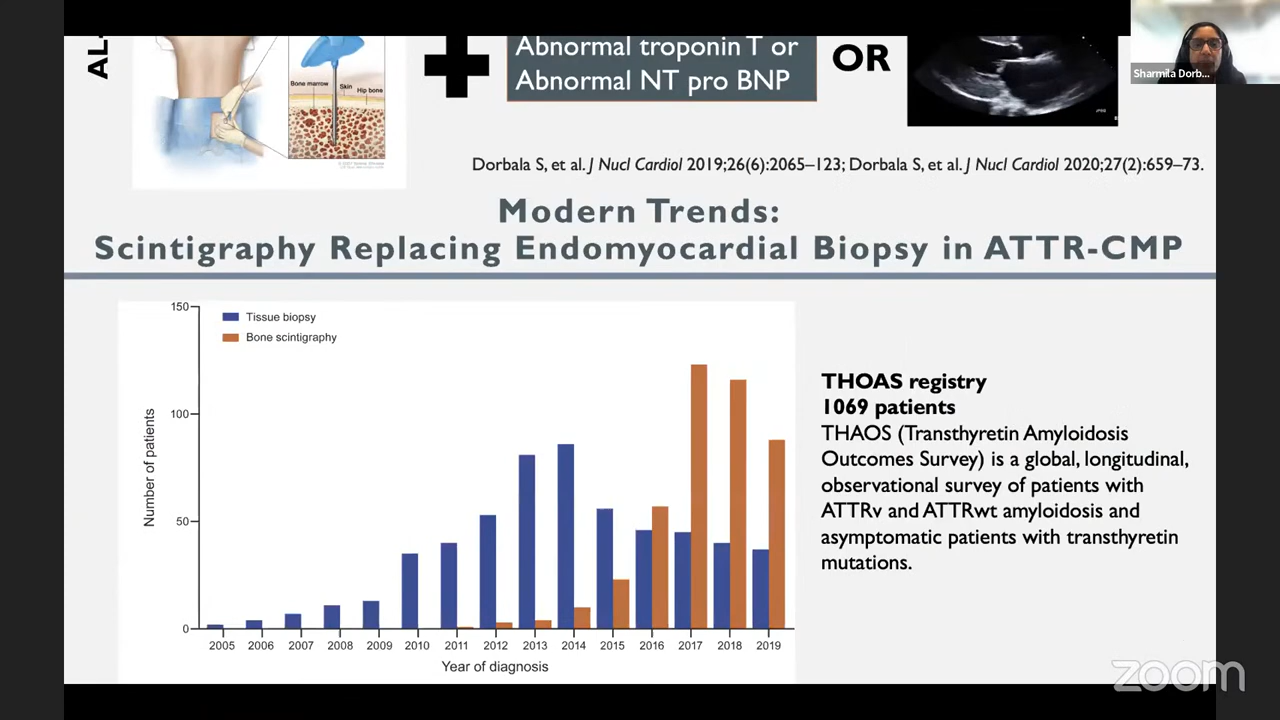 AL-
Bone marrow
Skin
Hip bone
Abnormal troponin T or
Abnormal NT pro BNP
OR
Sharmila Dorb...
Dorbala S, et al. J Nucl Cardiol 2019;26(6):2065–123; Dorbala S, et al. J Nucl Cardiol 2020;27(2):659–73.
Modern Trends:
Scintigraphy Replacing Endomyocardial Biopsy in ATTR-CMP
Tissue biopsy
Bone scintigraphy
Number of patients
150
100
50
0
2005 2006 2007 2008 2009 2010 2011 2012 2013 2014 2015 2016 2017 2018 2019
Year of diagnosis
THOAS registry
1069 patients
THAOS (Transthyretin Amyloidosis
Outcomes Survey) is a global, longitudinal,
observational survey of patients with
ATTRv and ATTRwt amyloidosis and
asymptomatic patients with transthyretin
mutations.
zoom